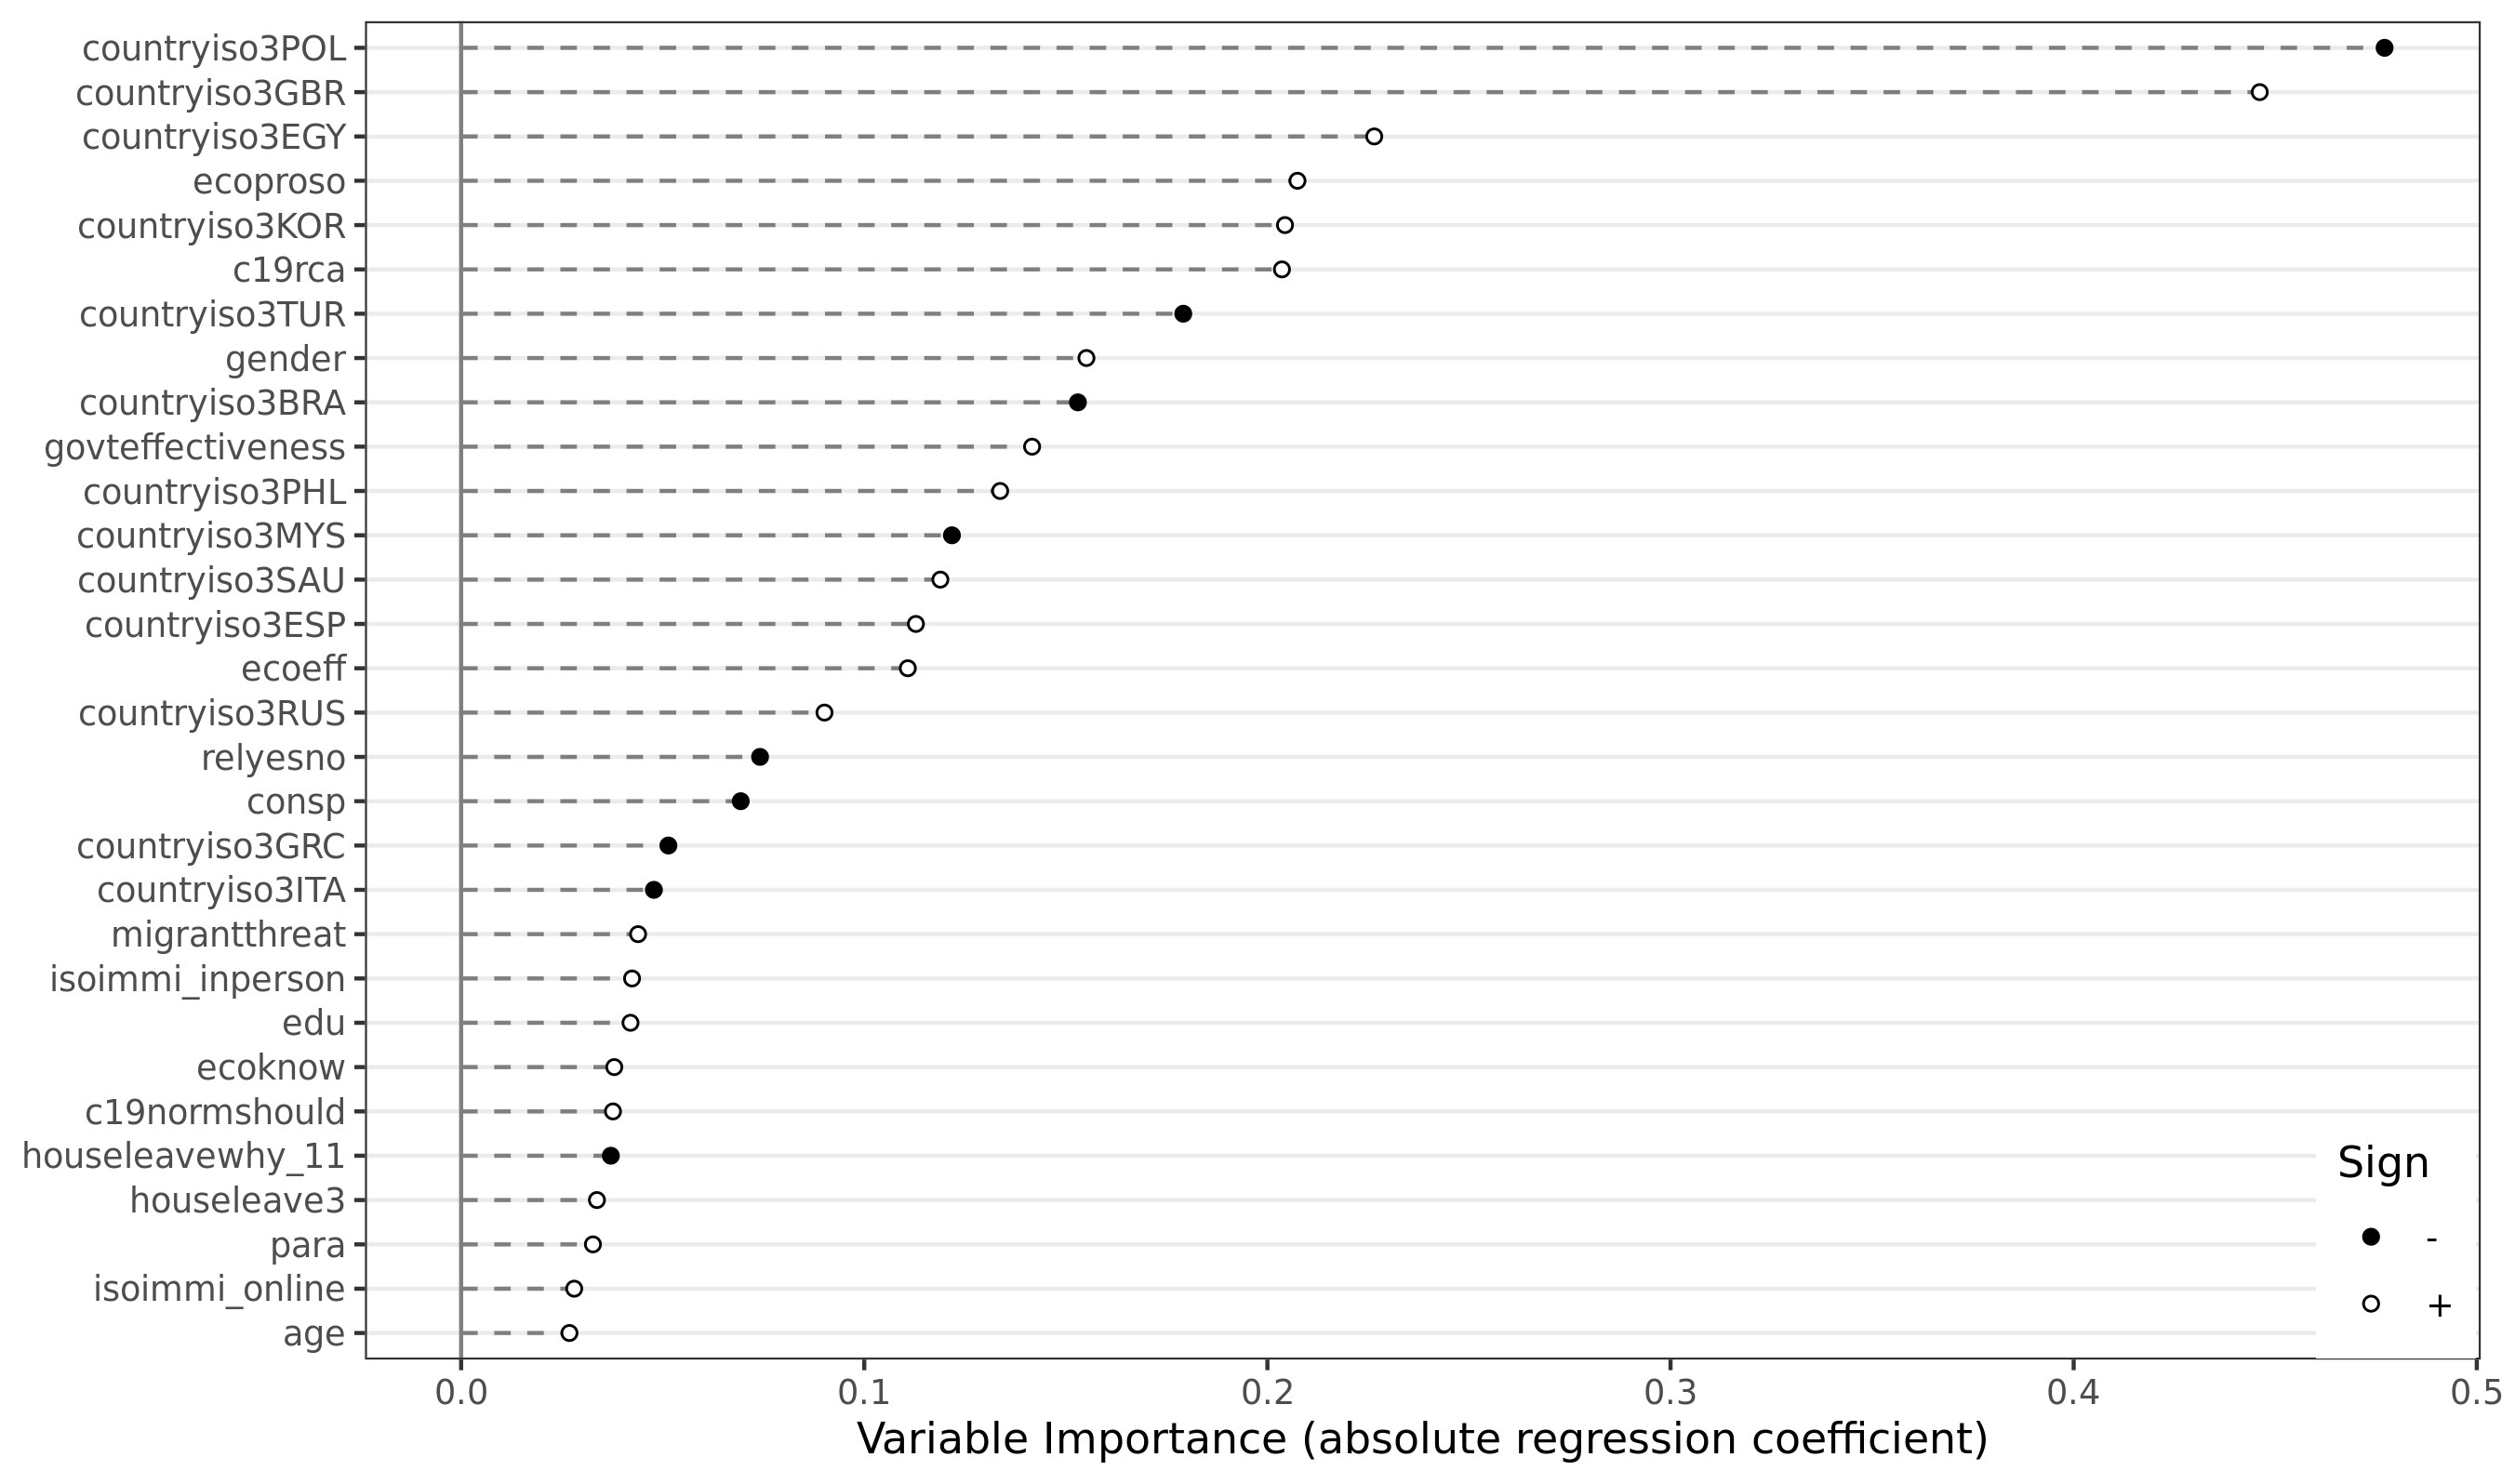 countryiso3POL
countryiso3GBR
countryiso3EGY
ecoproso
countryiso3KOR
c19rca
countryiso3TUR
gender
countryiso3BRA
govteffectiveness
countryiso3PHL
countryiso3MYS
countryiso3SAU
countryiso3ESP
ecoeff
countryiso3RUS
relyesno
consp
countryiso3GRC
countryiso3ITA
migrantthreat
isoimmi_inperson
edu
ecoknow
c19normshould
houseleavewhy_11
houseleave3
para
isoimmi_online
age
Sign
-
+
0.0 0.1 0.2 0.3 0.4 0.5
Variable Importance (absolute regression coefficient)